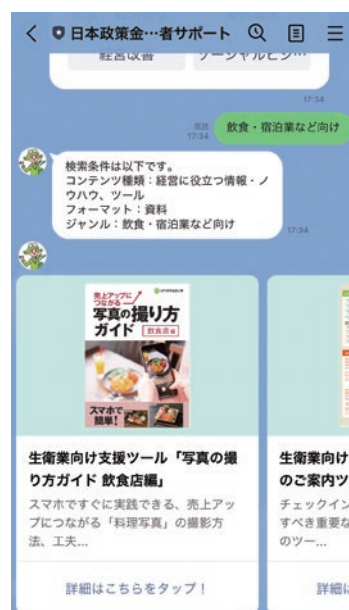 日本政策金…者サポート
経営改善
ソーシャルビジ…
17:34
既読
17:34
飲食・宿泊業など向け
検索条件は以下です。
コンテンツ種類：経営に役立つ情報・ノ
ウハウ、ツール
フォーマット：資料
ジャンル：飲食・宿泊業など向け
17:34
売上アップに
つながる
写真の撮り方
ガイド 飲食店編
スマホで
簡単！
生衛業向け支援ツール「写真の撮
り方ガイド 飲食店編」
スマホですぐに実践できる、売上アッ
プにつながる「料理写真」の撮影方
法、工夫...
詳細はこちらをタップ！
生衛業向け
のご案内ツ
チェックイン
すべき重要な
のツー...
詳細は